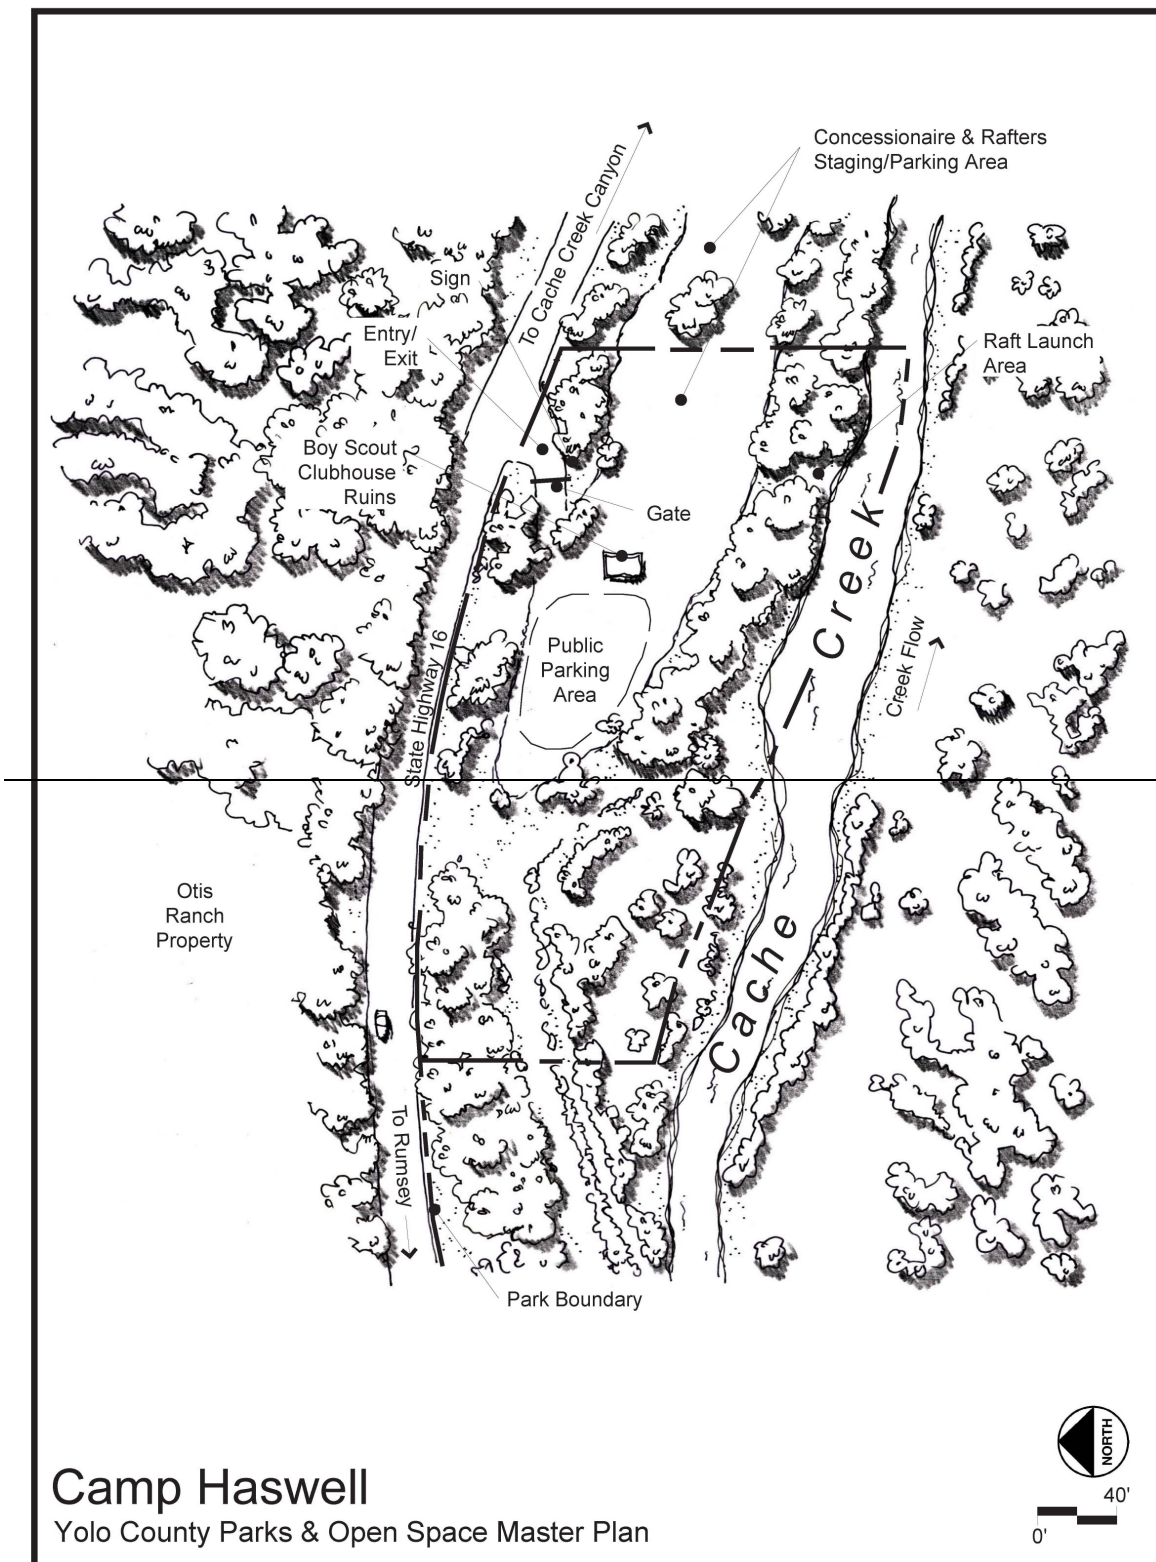 Concessionaire & Rafters
Staging/Parking Area
To Cache Creek Canyon
Sign
Entry/
Exit
Raft Launch
Area
Boy Scout
Clubhouse
Ruins
Gate
Creek
Public
Parking
Area
State Highway 16
Creek Flow
Otis
Ranch
Property
Cache
To Rumsey
Park Boundary
NORTH
Camp Haswell
Yolo County Parks & Open Space Master Plan
40'
0'